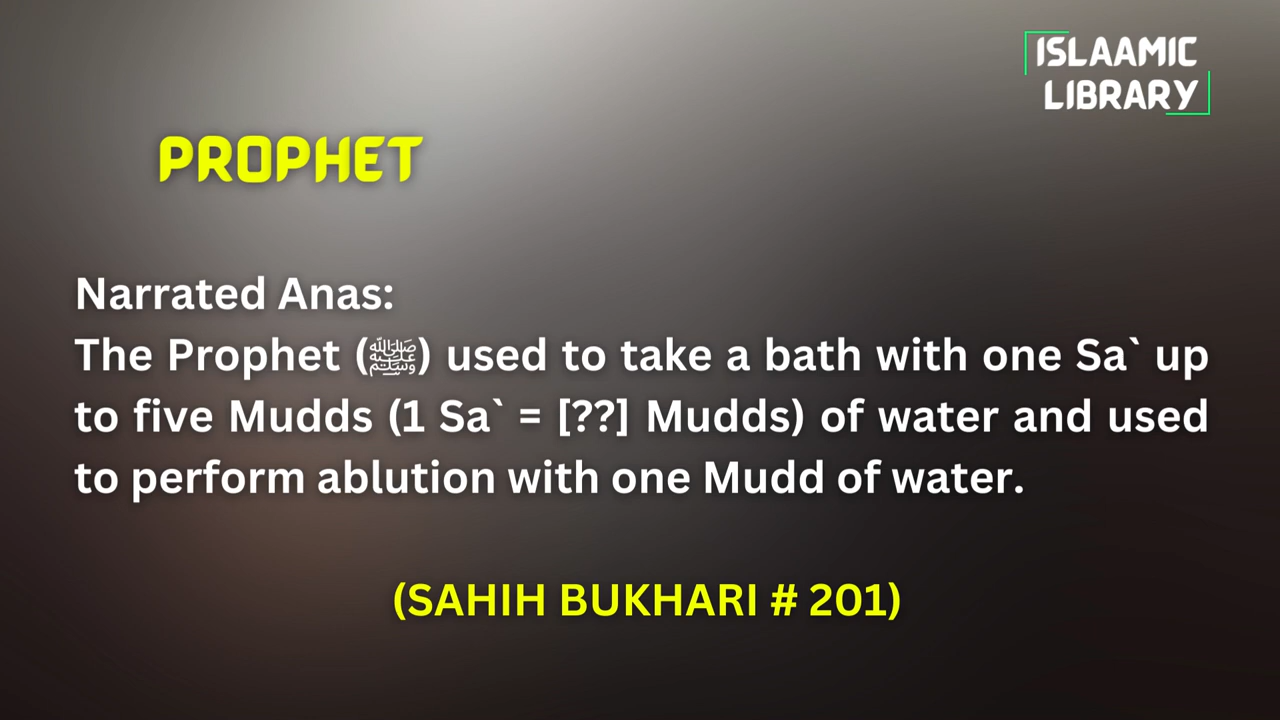 ISLAAMIC
LIBRARY
PROPHET
Narrated Anas:
The Prophet (ﷺ) used to take a bath with one Sa` up
to five Mudds (1 Sa` = [??] Mudds) of water and used
to perform ablution with one Mudd of water.
(SAHIH BUKHARI # 201)